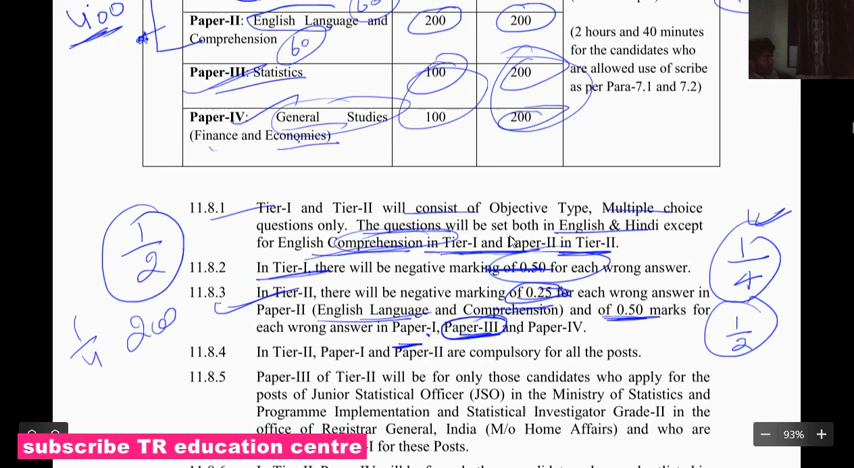 400
60
Paper-II: English Language and Comprehension 200 200
60
(2 hours and 40 minutes for the candidates who are allowed use of scribe as per Para-7.1 and 7.2)
Paper-III: Statistics 100 200
Paper-IV: General Studies (Finance and Economics) 100 200
11.8.1 Tier-I and Tier-II will consist of Objective Type, Multiple choice
questions only. The questions will be set both in English & Hindi except
for English Comprehension in Tier-I and Paper-II in Tier-II.
1/2
1/4
11.8.2 In Tier-I, there will be negative marking of 0.50 for each wrong answer.
11.8.3 In Tier-II, there will be negative marking of 0.25 for each wrong answer in
Paper-II (English Language and Comprehension) and of 0.50 marks for
each wrong answer in Paper-I, Paper-III and Paper-IV.
1/4 200
1/2
11.8.4 In Tier-II, Paper-I and Paper-II are compulsory for all the posts.
11.8.5 Paper-III of Tier-II will be for only those candidates who apply for the
posts of Junior Statistical Officer (JSO) in the Ministry of Statistics and
Programme Implementation and Statistical Investigator Grade-II in the
office of Registrar General, India (M/o Home Affairs) and who are
I for these Posts.
subscribe TR education centre
93%